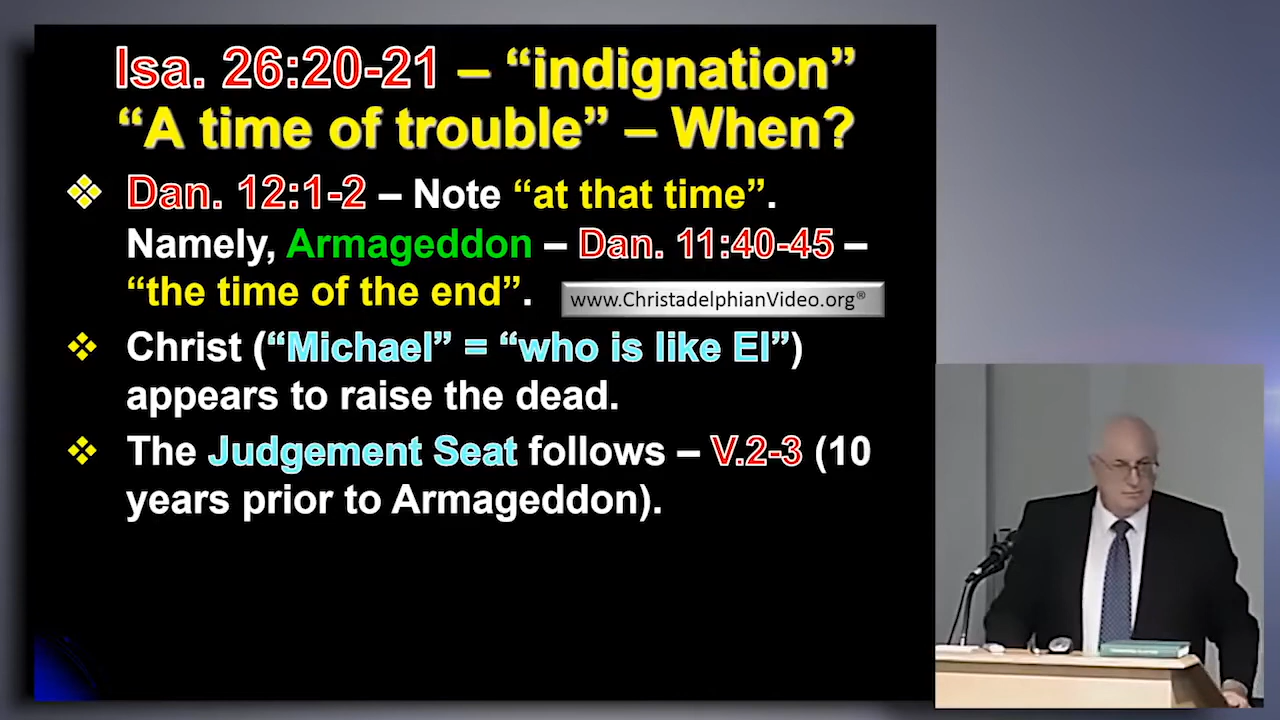 Isa. 26:20-21 – “indignation”
“A time of trouble” – When?
❖ Dan. 12:1-2 – Note “at that time”.
Namely, Armageddon – Dan. 11:40-45 –
“the time of the end”.
www.ChristadelphianVideo.org®
❖ Christ (“Michael” = “who is like El”)
appears to raise the dead.
❖ The Judgement Seat follows – V.2-3 (10
years prior to Armageddon).